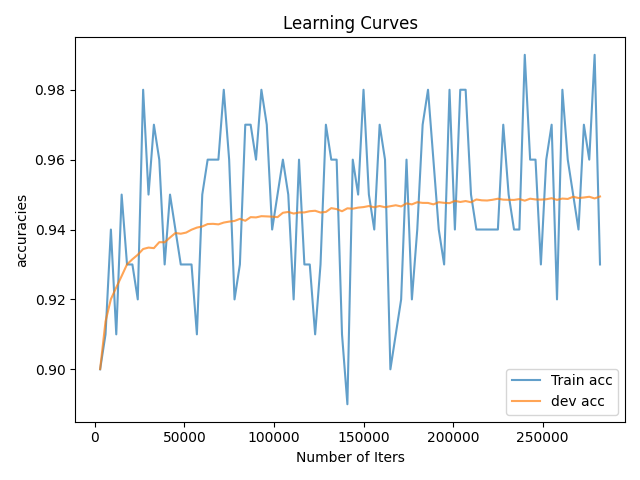 Learning Curves
accuracies
0.98
0.96
0.94
0.92
0.90
0
50000
100000
150000
200000
250000
Number of Iters
Train acc
dev acc